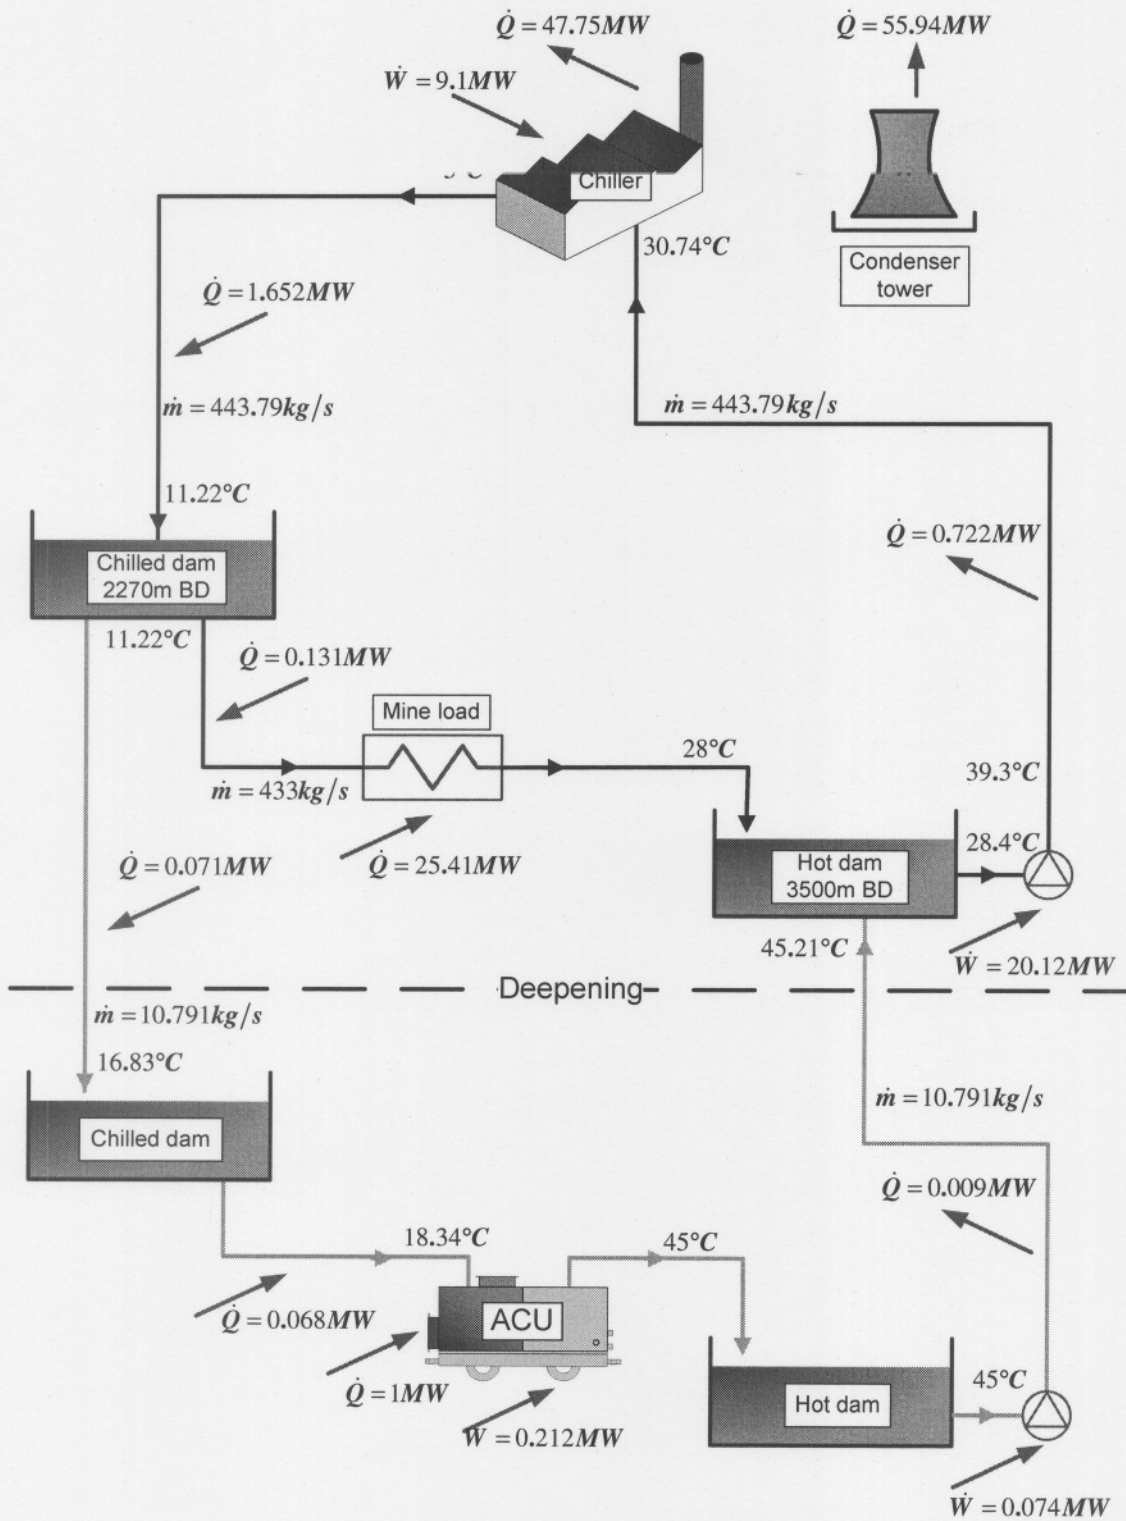 Q̇ = 47.75MW
Q̇ = 55.94MW
Ẇ = 9.1MW
Chiller
30.74°C
Condenser
tower
Q̇ = 1.652MW
ṁ = 443.79kg/s
ṁ = 443.79kg/s
11.22°C
Q̇ = 0.722MW
Chilled dam
2270m BD
11.22°C
Q̇ = 0.131MW
Mine load
28°C
39.3°C
ṁ = 433kg/s
28.4°C
Q̇ = 0.071MW
Q̇ = 25.41MW
Hot dam
3500m BD
45.21°C
Ẇ = 20.12MW
Deepening
ṁ = 10.791kg/s
16.83°C
ṁ = 10.791kg/s
Chilled dam
Q̇ = 0.009MW
18.34°C
45°C
Q̇ = 0.068MW
ACU
Q̇ = 1MW
45°C
Hot dam
Ẇ = 0.212MW
Ẇ = 0.074MW